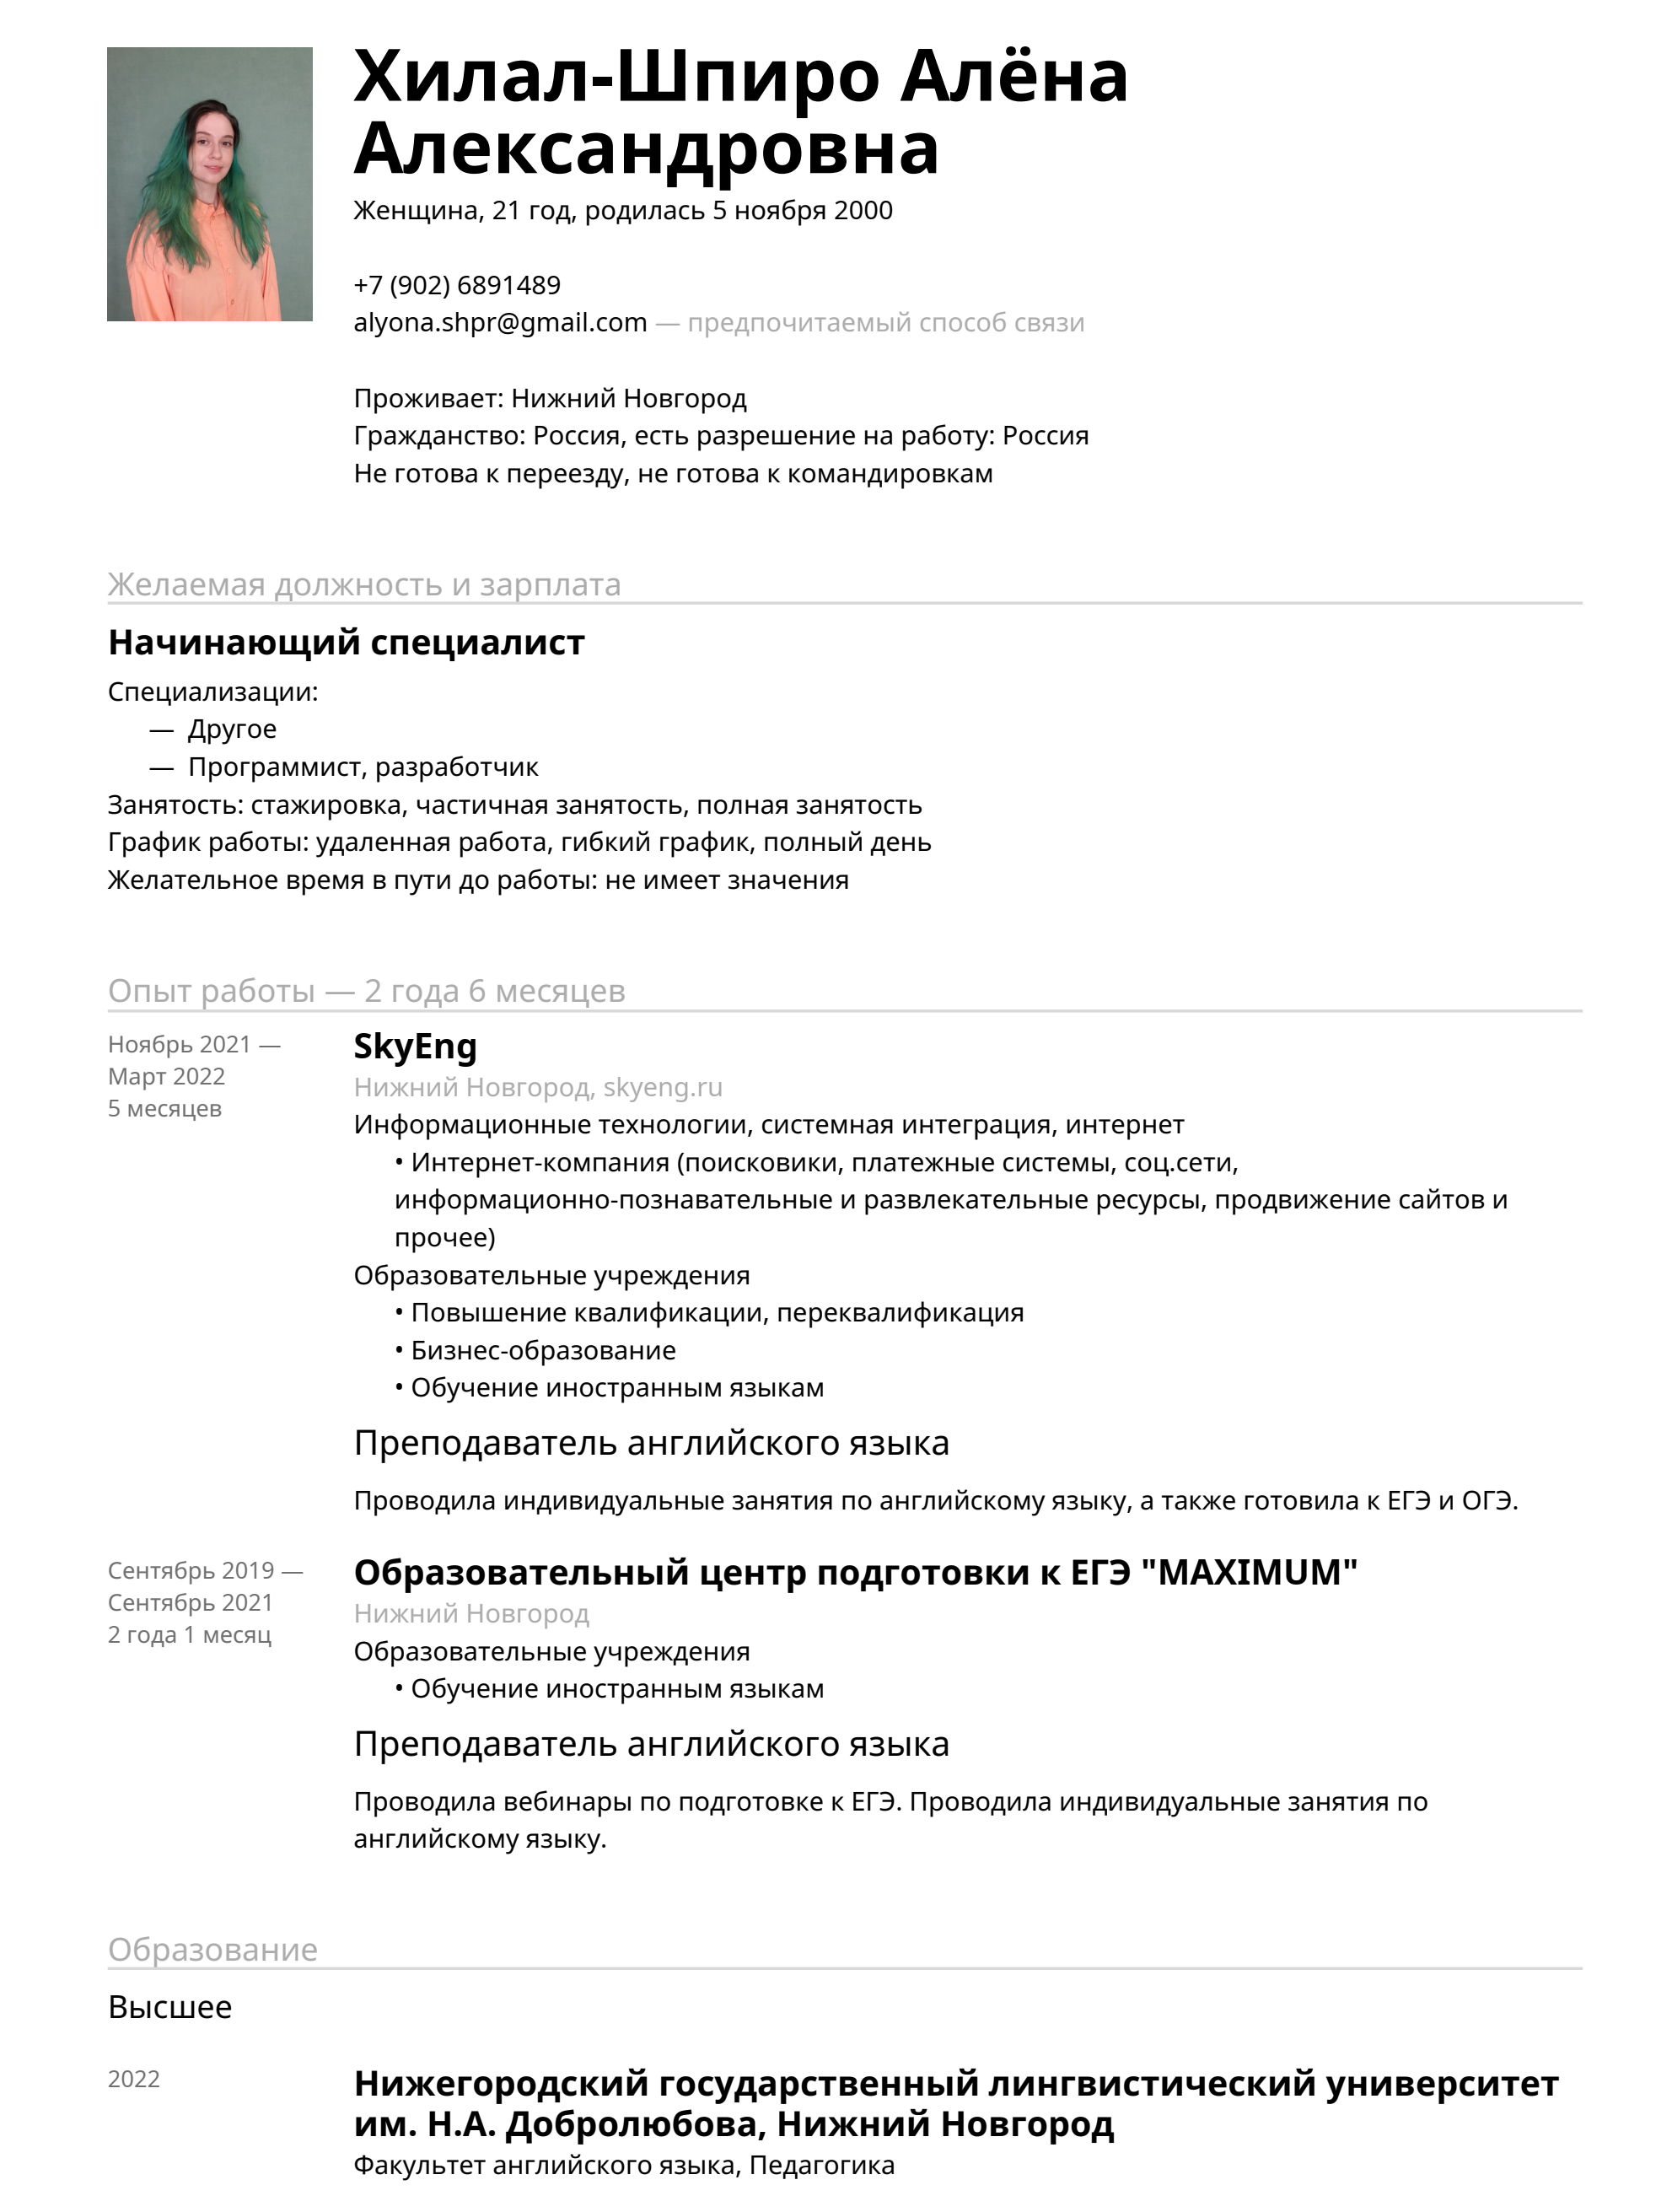 Хилал-Шпиро Алёна
Александровна
Женщина, 21 год, родилась 5 ноября 2000
+7 (902) 6891489
alyona.shpr@gmail.com — предпочитаемый способ связи
Проживает: Нижний Новгород
Гражданство: Россия, есть разрешение на работу: Россия
Не готова к переезду, не готова к командировкам
Желаемая должность и зарплата
Начинающий специалист
Специализации:
— Другое
— Программист, разработчик
Занятость: стажировка, частичная занятость, полная занятость
График работы: удаленная работа, гибкий график, полный день
Желательное время в пути до работы: не имеет значения
Опыт работы — 2 года 6 месяцев
Ноябрь 2021 —
Март 2022
5 месяцев
SkyEng
Нижний Новгород, skyeng.ru
Информационные технологии, системная интеграция, интернет
• Интернет-компания (поисковики, платежные системы, соц.сети,
информационно-познавательные и развлекательные ресурсы, продвижение сайтов и
прочее)
Образовательные учреждения
• Повышение квалификации, переквалификация
• Бизнес-образование
• Обучение иностранным языкам
Преподаватель английского языка
Проводила индивидуальные занятия по английскому языку, а также готовила к ЕГЭ и ОГЭ.
Сентябрь 2019 —
Сентябрь 2021
2 года 1 месяц
Образовательный центр подготовки к ЕГЭ "MAXIMUM"
Нижний Новгород
Образовательные учреждения
• Обучение иностранным языкам
Преподаватель английского языка
Проводила вебинары по подготовке к ЕГЭ. Проводила индивидуальные занятия по
английскому языку.
Образование
Высшее
2022
Нижегородский государственный лингвистический университет
им. Н.А. Добролюбова, Нижний Новгород
Факультет английского языка, Педагогика